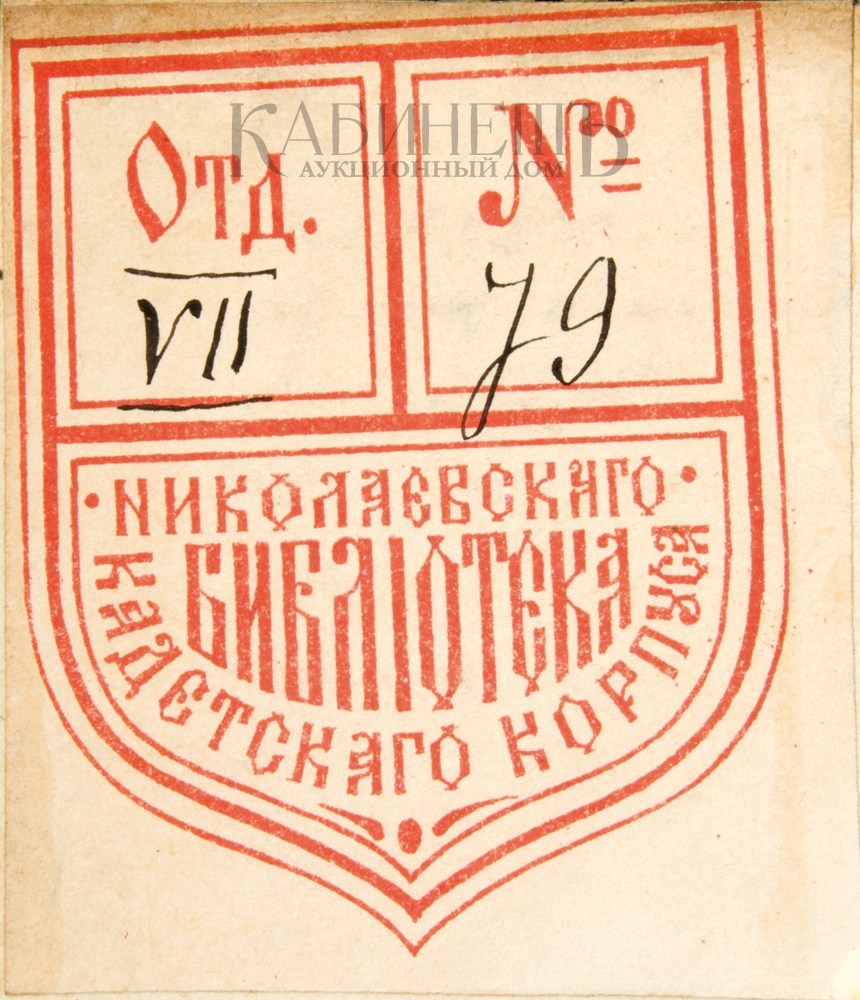 КАБИНЕТЪ
АУКЦИОННЫЙ ДОМ
Отд. №
VII 79
• НИКОЛАЕВСКАГО •
БИБЛІОТЕКА
КАДЕТСКАГО КОРПУСА